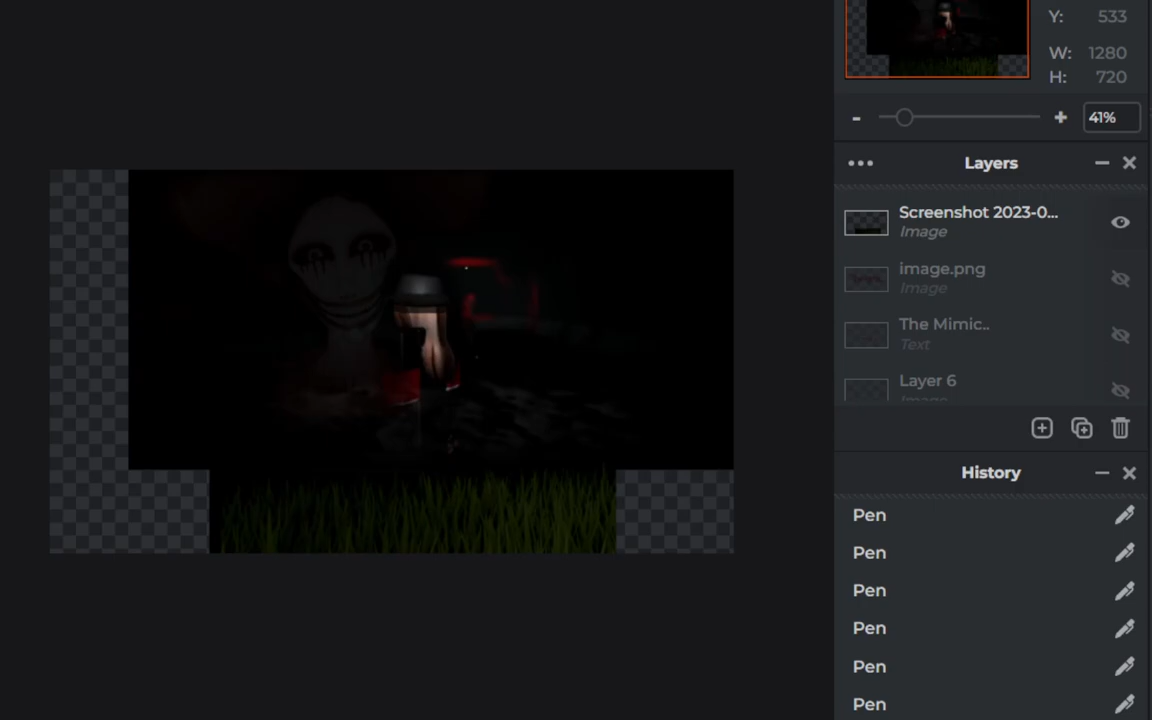 Y: 533
W: 1280
H: 720
- + 41%
Layers
Screenshot 2023-0...
Image
image.png
Image
The Mimic..
Text
Layer 6
Image
History
Pen
Pen
Pen
Pen
Pen
Pen